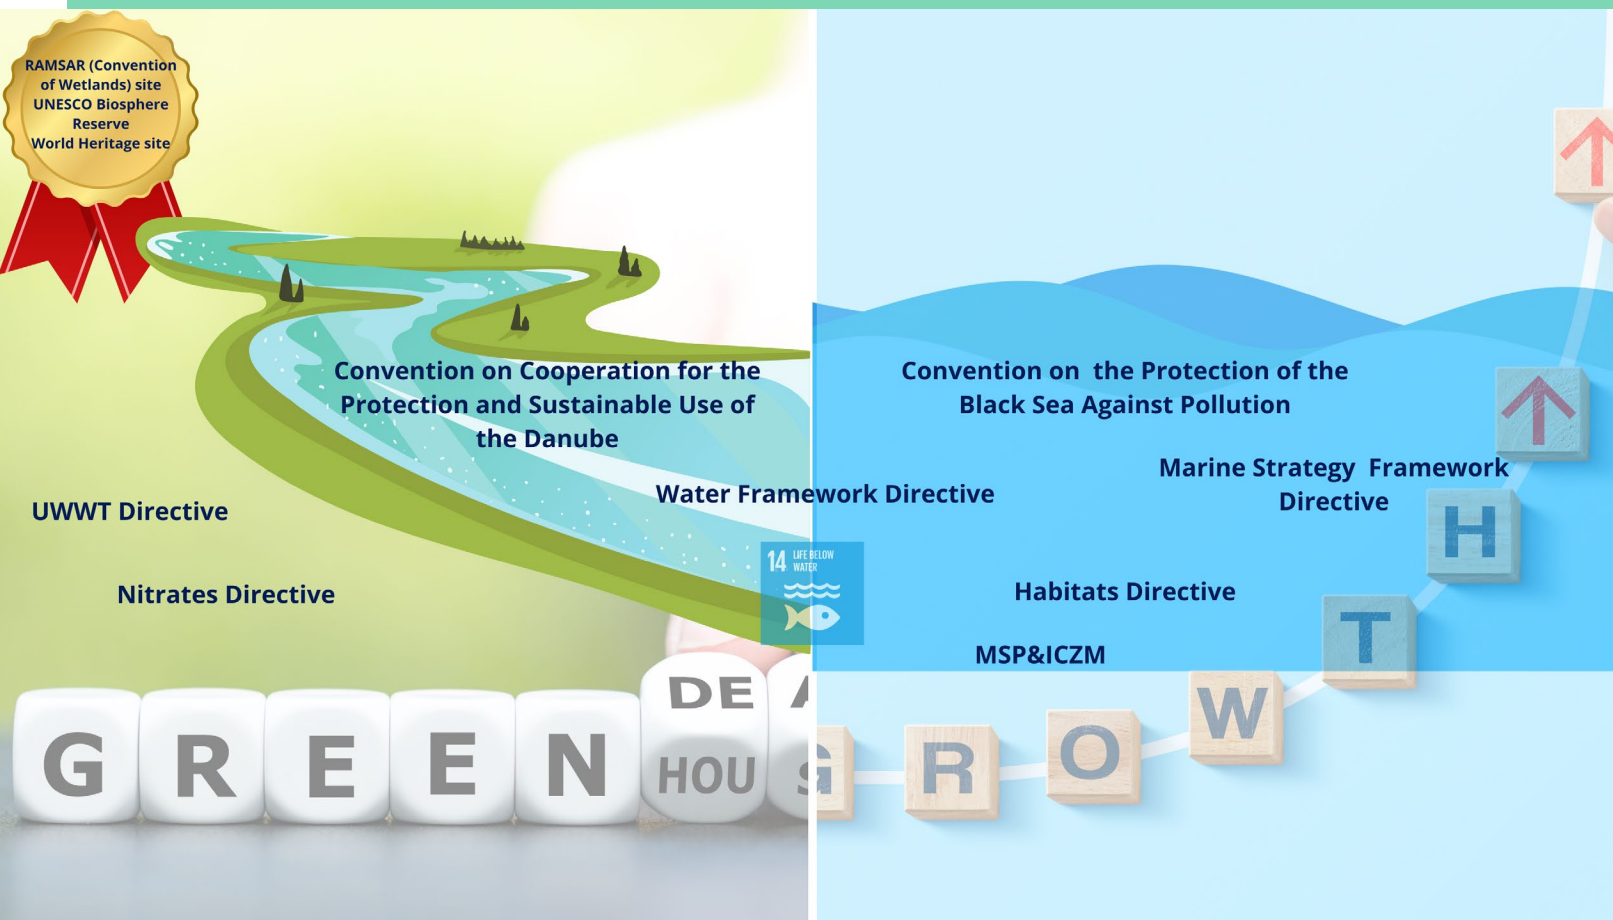 RAMSAR (Convention
of Wetlands) site
UNESCO Biosphere
Reserve
World Heritage site
Convention on Cooperation for the
Protection and Sustainable Use of
the Danube
Convention on  the Protection of the
Black Sea Against Pollution
Marine Strategy  Framework
Directive
Water Framework Directive
UWWT Directive
Nitrates Directive
14 LIFE BELOW
WATER
Habitats Directive
MSP&ICZM
DE A
GREEN HOUS
GROWTH